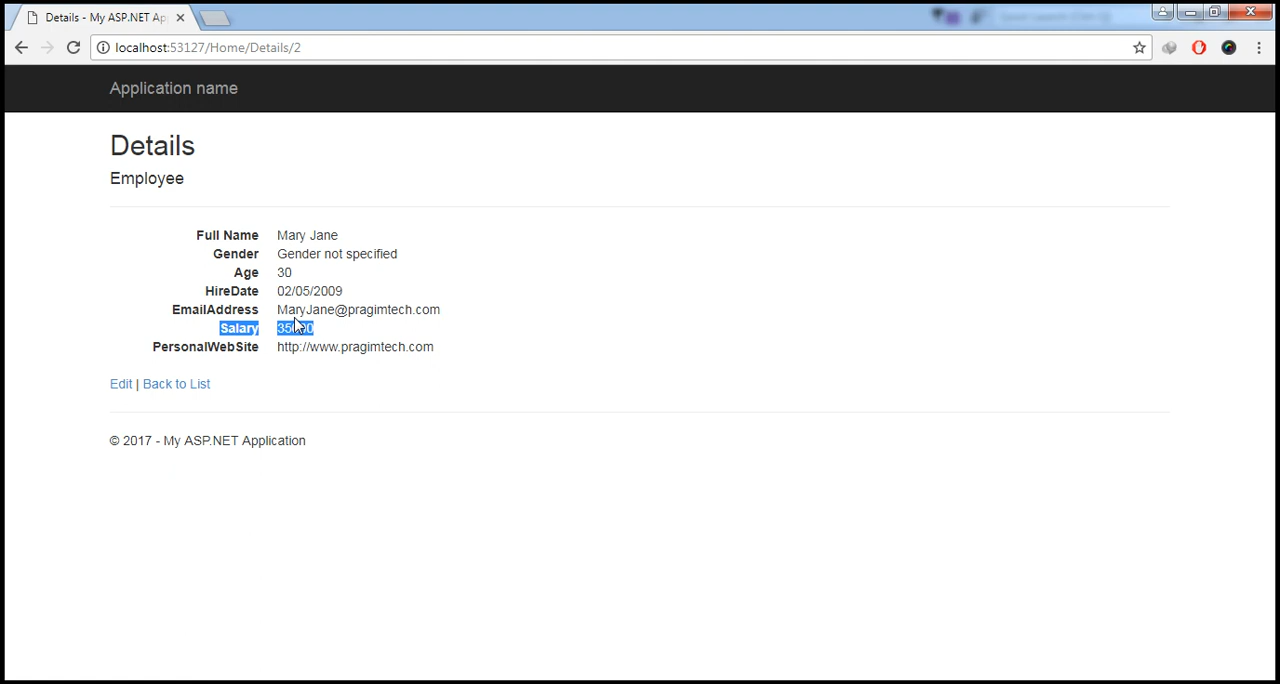 Details - My ASP.NET Ap
localhost:53127/Home/Details/2
Application name
Details
Employee
Full Name Mary Jane
Gender Gender not specified
Age 30
HireDate 02/05/2009
EmailAddress MaryJane@pragimtech.com
Salary
PersonalWebSite http://www.pragimtech.com
Edit | Back to List
© 2017 - My ASP.NET Application